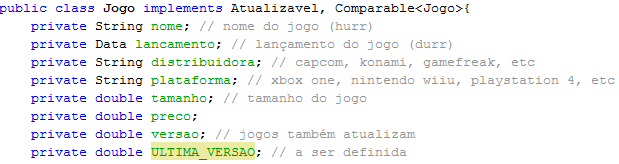 public class Jogo implements Atualizavel, Comparable<Jogo>{
private String nome; // nome do jogo (hurr)
private Data lancamento; // lançamento do jogo (durr)
private String distribuidora; // capcom, konami, gamefreak, etc
private String plataforma; // xbox one, nintendo wiiu, playstation 4, etc
private double tamanho; // tamanho do jogo
private double preco;
private double versao; // jogos também atualizam
private double ULTIMA_VERSAO; // a ser definida